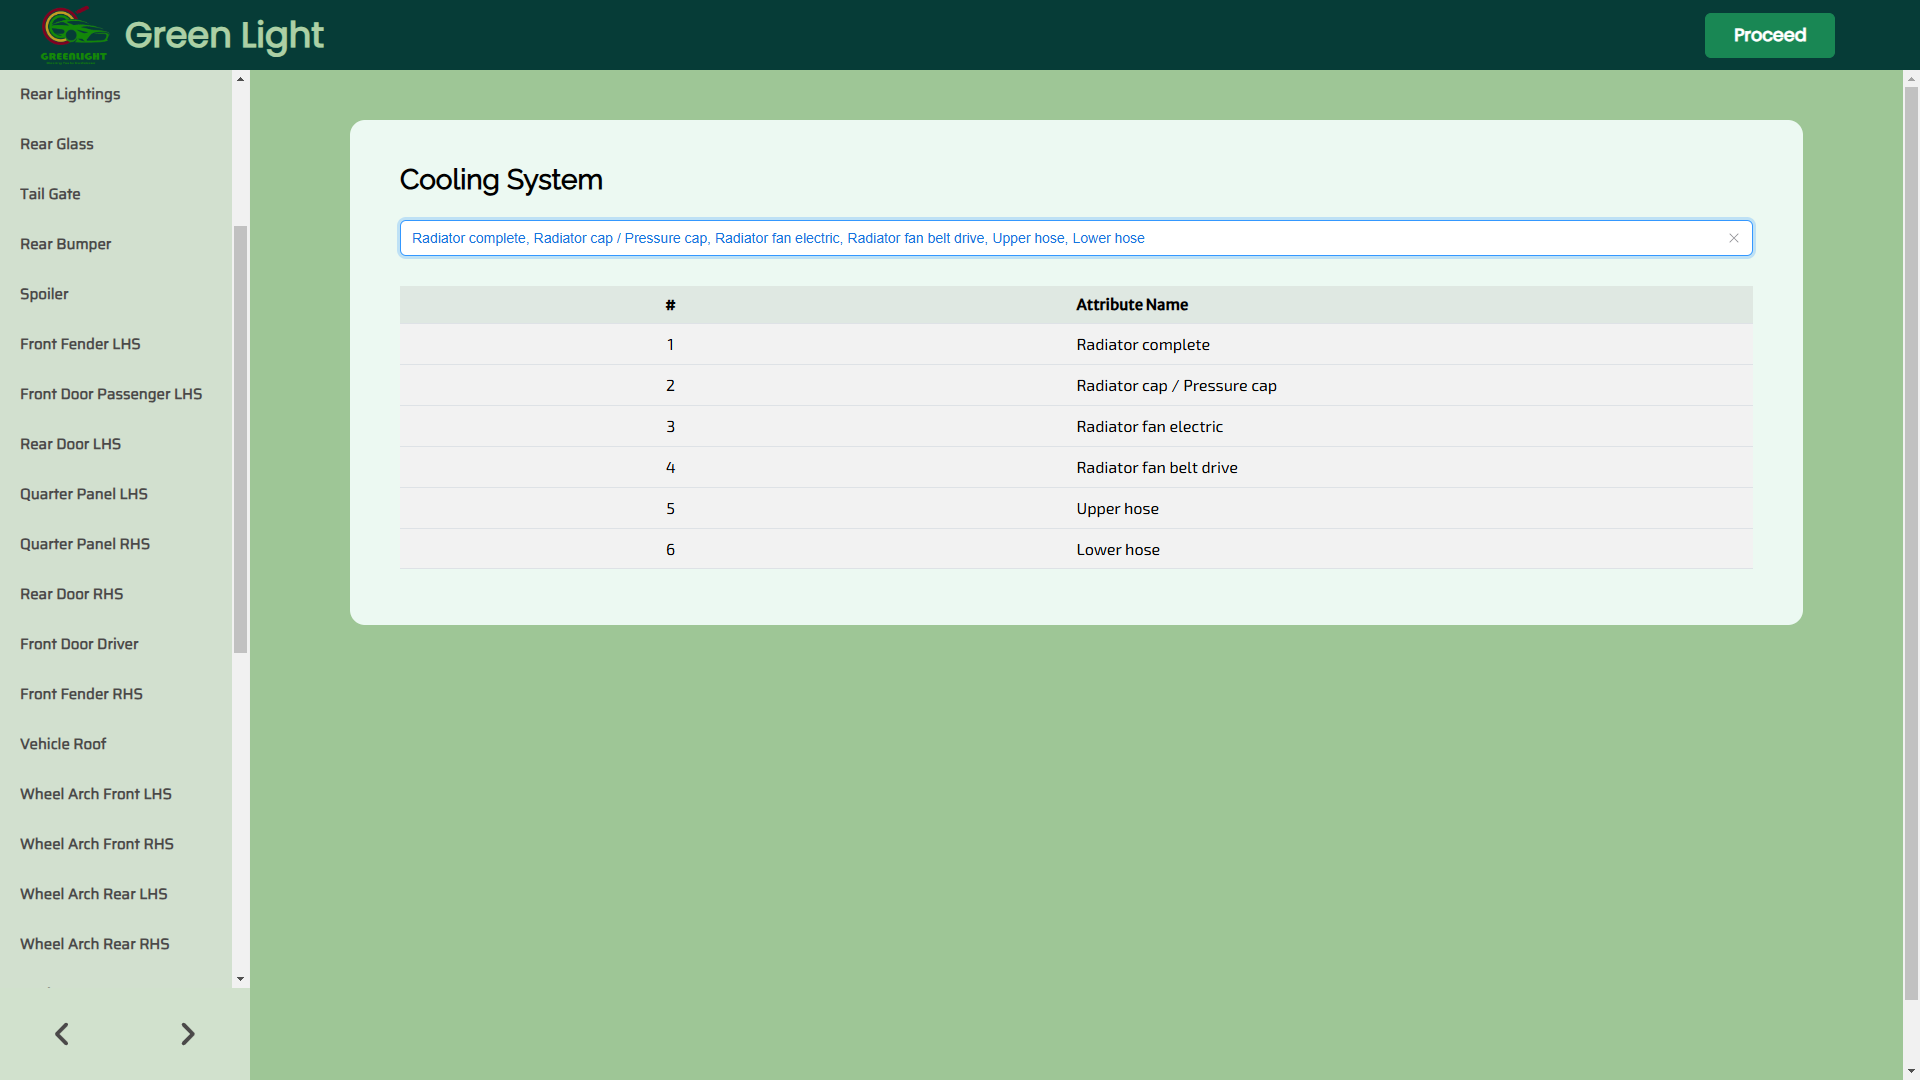 GREENLIGHT
Green Light
Proceed
Rear Lightings
Rear Glass
Tail Gate
Rear Bumper
Spoiler
Front Fender LHS
Front Door Passenger LHS
Rear Door LHS
Quarter Panel LHS
Quarter Panel RHS
Rear Door RHS
Front Door Driver
Front Fender RHS
Vehicle Roof
Wheel Arch Front LHS
Wheel Arch Front RHS
Wheel Arch Rear LHS
Wheel Arch Rear RHS
Cooling System
Radiator complete, Radiator cap / Pressure cap, Radiator fan electric, Radiator fan belt drive, Upper hose, Lower hose
# Attribute Name
1 Radiator complete
2 Radiator cap / Pressure cap
3 Radiator fan electric
4 Radiator fan belt drive
5 Upper hose
6 Lower hose